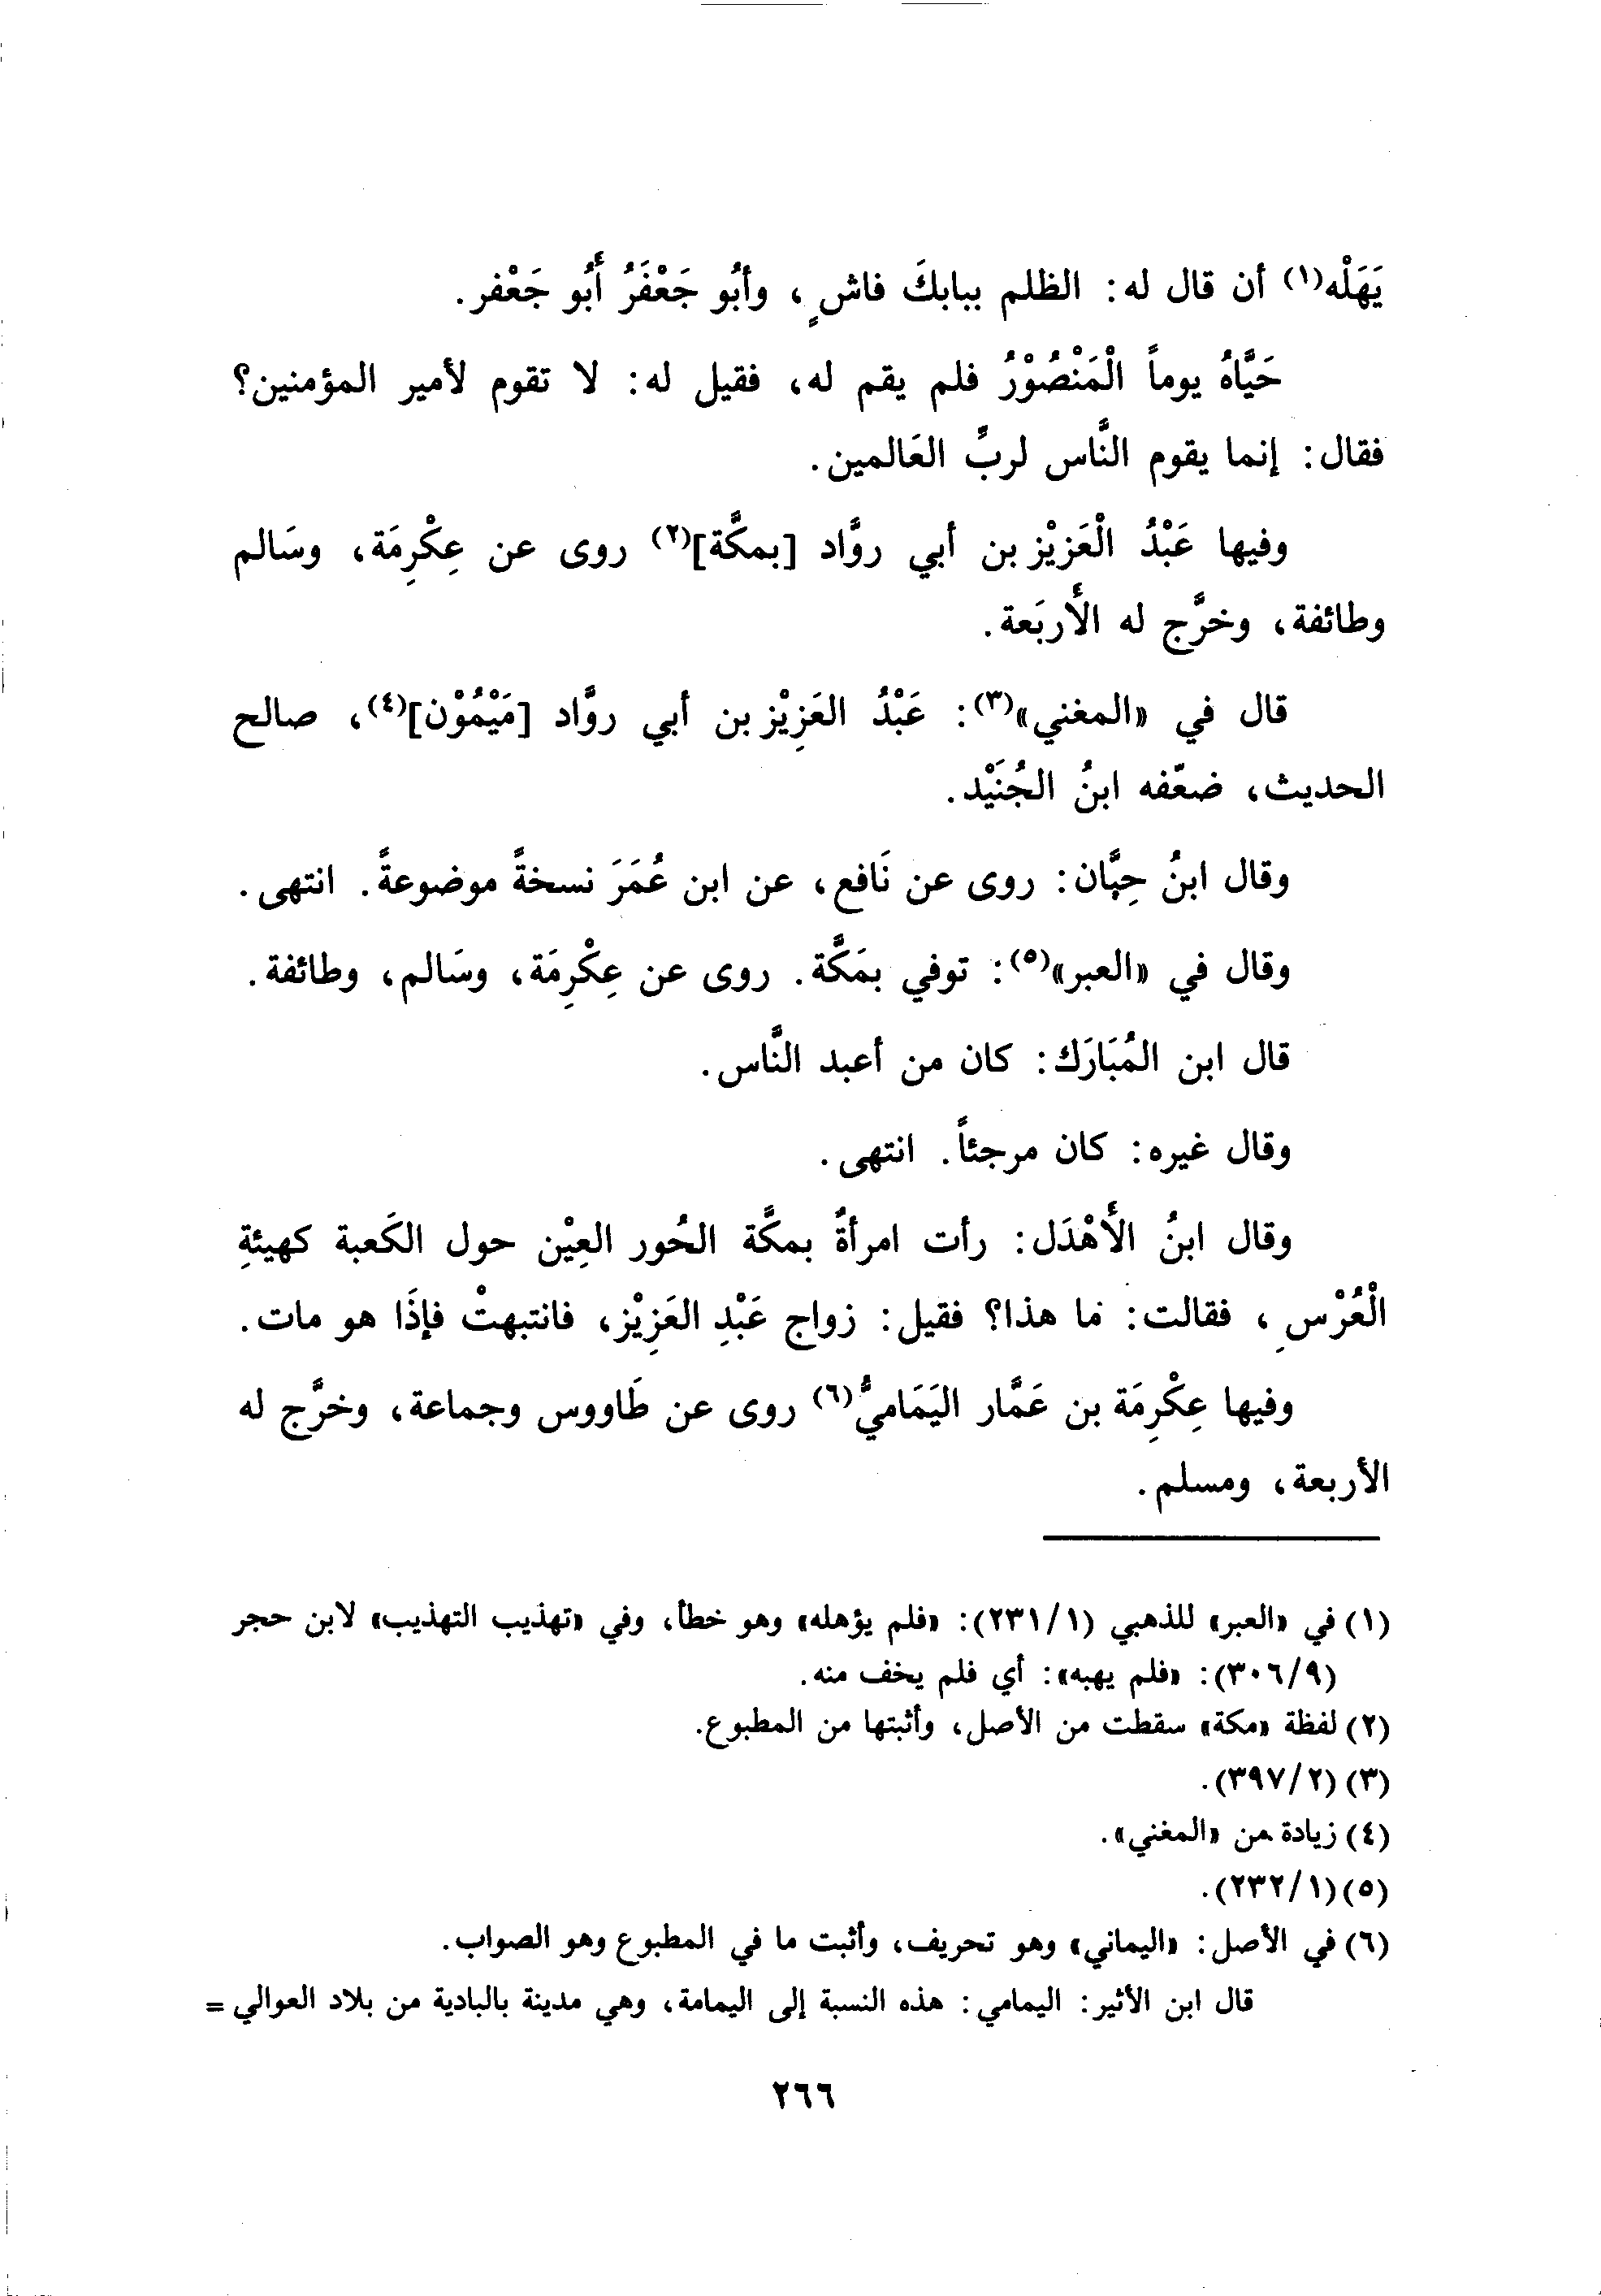 يَهَلْه(١) أن قال له: الظلم ببابكَ فاشٍ، وأبُو جَعْفَرُ أَبُو جَعْفر.
حَيَّاهُ يوماً الْمَنْصُوْرُ فلم يقم له، فقيل له: لا تقوم لأمير المؤمنين؟
فقال: إنما يقوم النَّاس لربِّ العَالمين.
وفيها عَبْدُ الْعَزيْز بن أبي روَّاد [بمكَّة](٢) روى عن عِكْرِمَة، وسَالم
وطائفة، وخرَّج له الأَربَعة.
قال في «المغني»(٣): عَبْدُ العَزِيْز بن أبي روَّاد [مَيْمُوْن](٤)، صالح
الحديث، ضعّفه ابنُ الجُنَيْد.
وقال ابنُ حِبَّان: روى عن نَافع، عن ابن عُمَرَ نسخةً موضوعةً. انتهى.
وقال في «العبر»(٥): توفي بمَكَّة. روى عن عِكْرِمَة، وسَالم، وطائفة.
قال ابن المُبَارَك: كان من أعبد النَّاس.
وقال غيره: كان مرجئاً. انتهى.
وقال ابنُ الأَهْدَل: رأت امرأةٌ بمكَّة الحُور العِيْن حول الكَعبة كهيئةِ
الْعُرْسِ، فقالت: مَا هذا؟ فقيل: زواج عَبْدِ العَزِيْز، فانتبهتْ فإذَا هو مات.
وفيها عِكْرِمَة بن عَمَّار اليَمَاميُّ(٦) روى عن طَاووس وجماعة، وخرَّج له
الأربعة، ومسلم.
(١) في «العبر» للذهبي (٢٣١/١): «فلم يؤهله» وهو خطأ، وفي «تهذيب التهذيب» لابن حجر
(٣٠٦/٩): «فلم يهبه»: أي فلم يخف منه.
(٢) لفظة «مكة» سقطت من الأصل، وأثبتها من المطبوع.
(٣) (٣٩٧/٢).
(٤) زيادة من «المغني».
(٥) (٢٣٢/١).
(٦) في الأصل: «اليماني» وهو تحريف، وأثبت ما في المطبوع وهو الصواب.
قال ابن الأثير: اليمامي: هذه النسبة إلى اليمامة، وهي مدينة بالبادية من بلاد العوالي =
٢٦٦